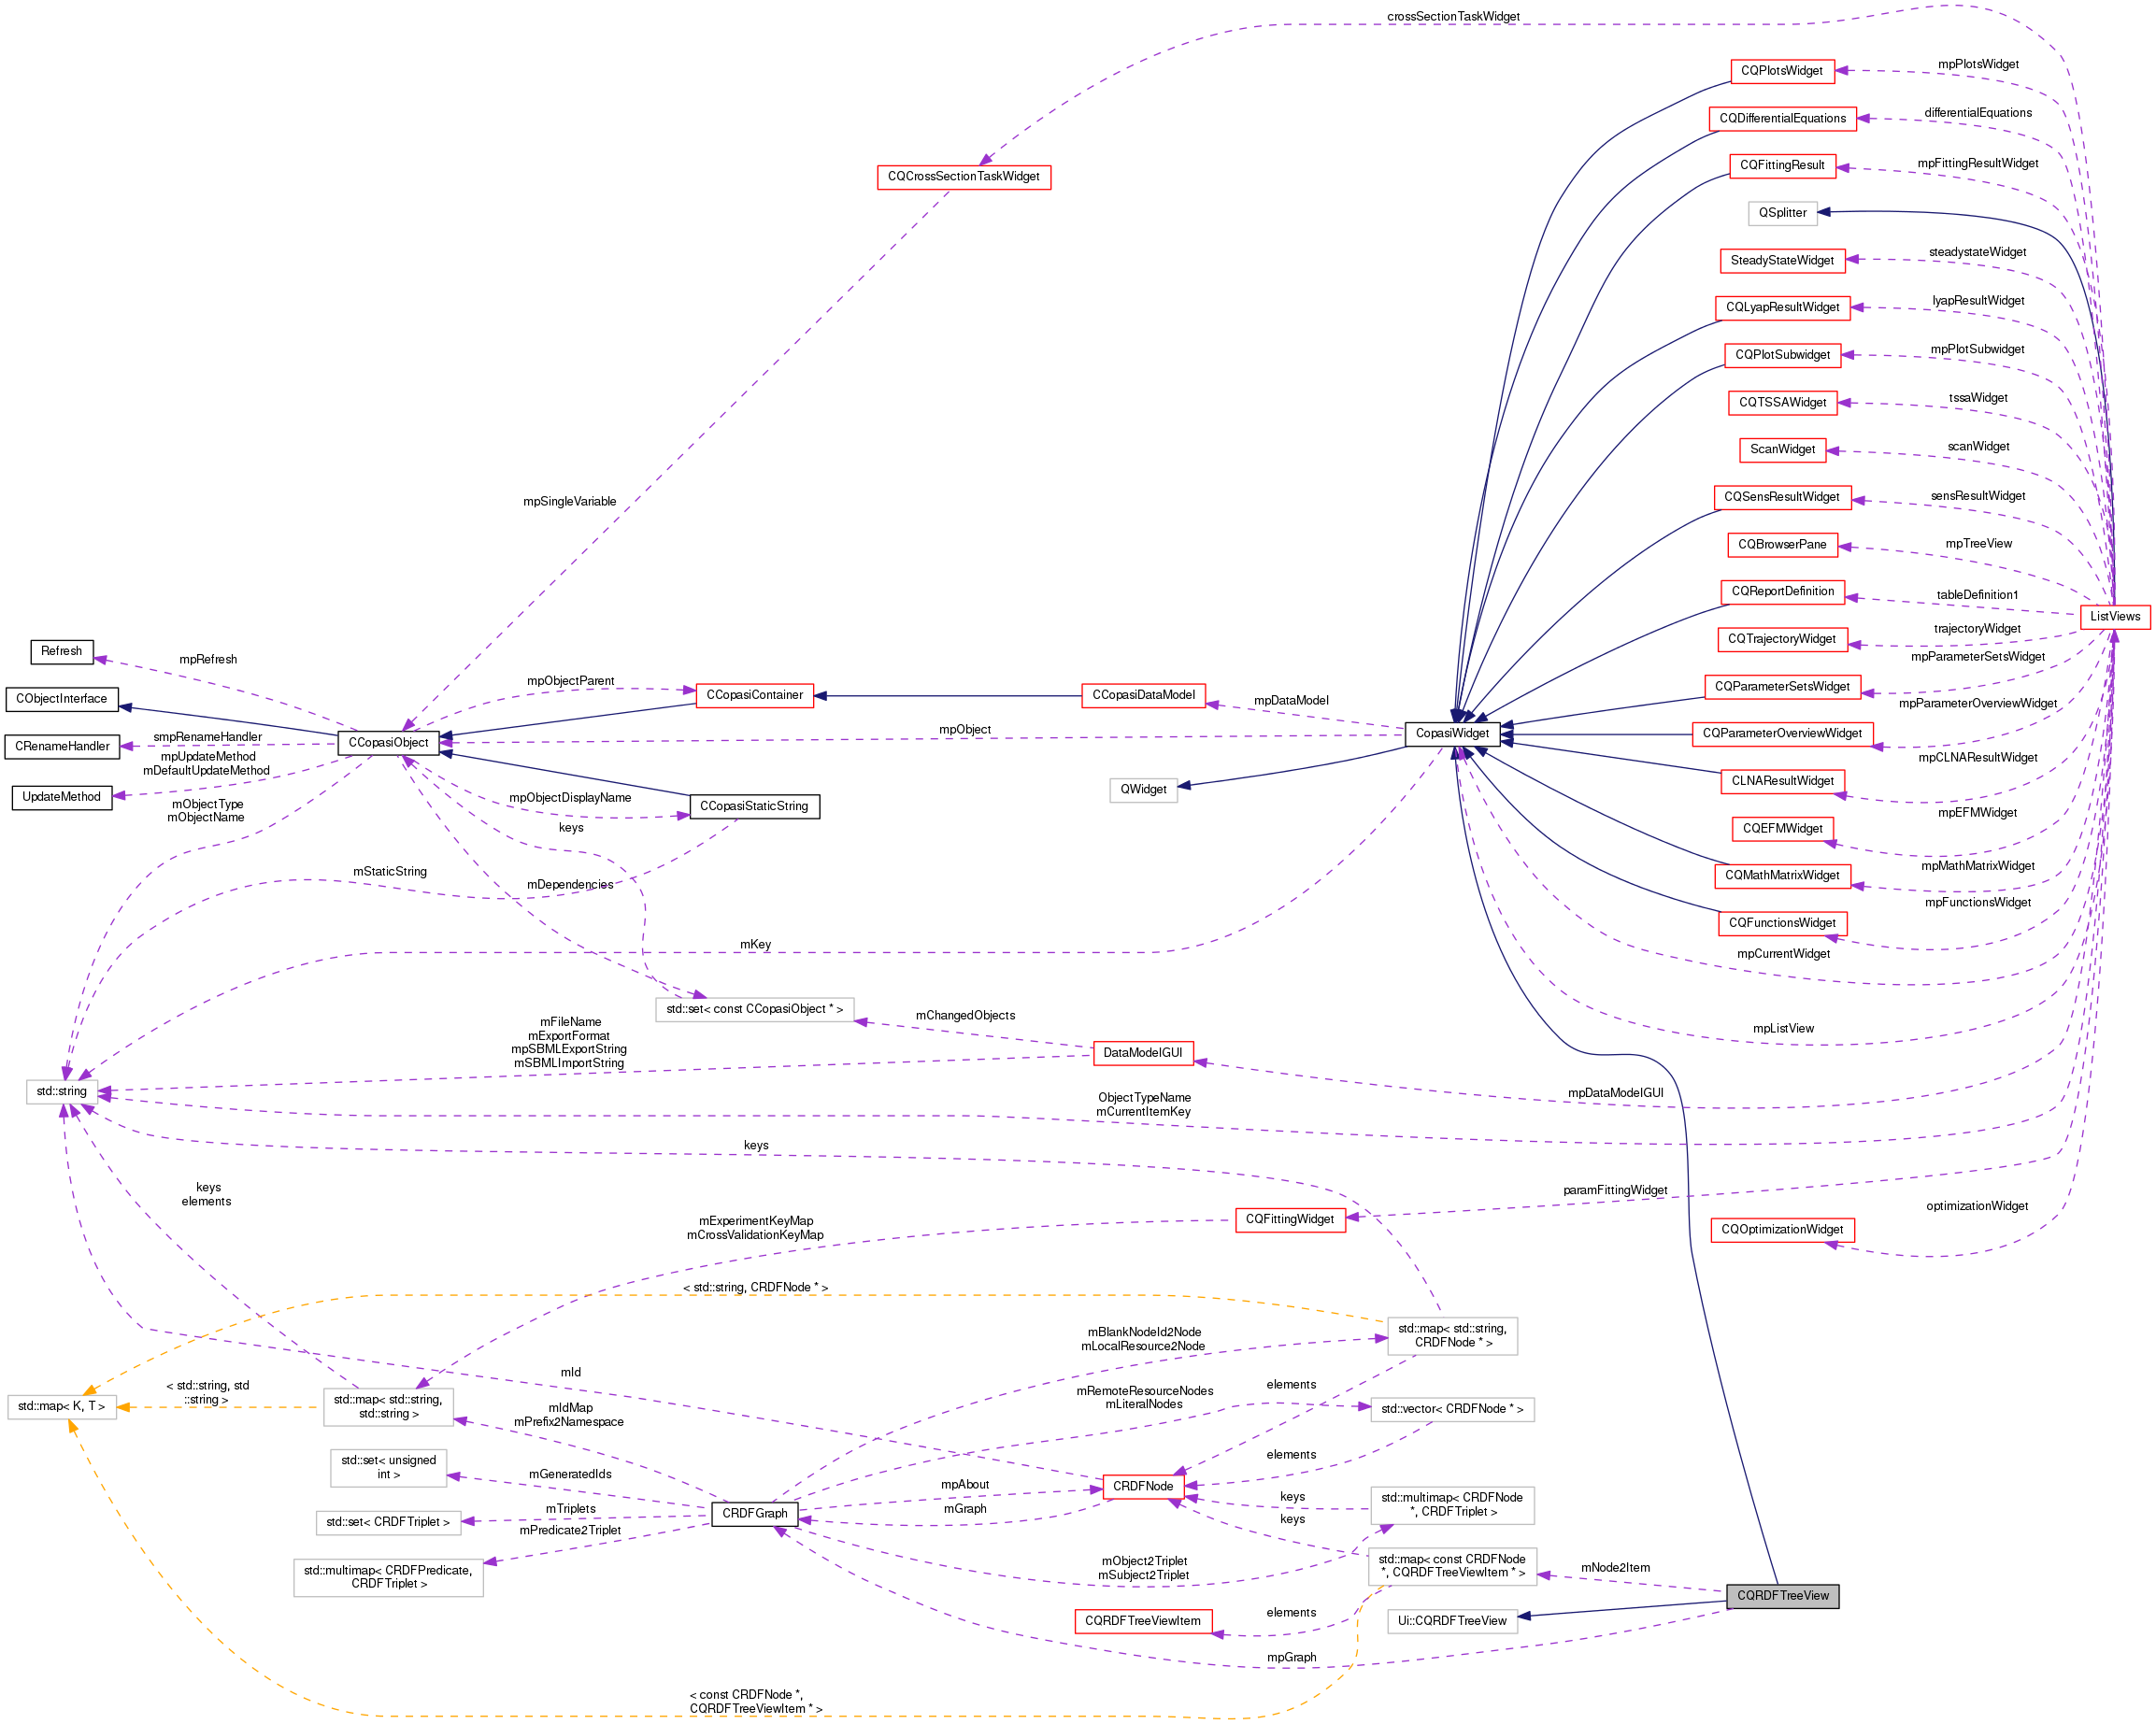 crossSectionTaskWidget
CQPlotsWidget
mpPlotsWidget
CQDifferentialEquations
differentialEquations
CQCrossSectionTaskWidget
CQFittingResult
mpFittingResultWidget
QSplitter
SteadyStateWidget
steadystateWidget
CQLyapResultWidget
lyapResultWidget
CQPlotSubwidget
mpPlotSubwidget
CQTSSAWidget
tssaWidget
ScanWidget
scanWidget
mpSingleVariable
CQSensResultWidget
sensResultWidget
CQBrowserPane
mpTreeView
CQReportDefinition
tableDefinition1
ListViews
CQTrajectoryWidget
trajectoryWidget
Refresh
mpRefresh
mpObjectParent
CCopasiContainer
CCopasiDataModel
mpDataModel
CQParameterSetsWidget
mpParameterSetsWidget
CObjectInterface
CRenameHandler
smpRenameHandler
CCopasiObject
mpObject
CopasiWidget
CQParameterOverviewWidget
mpParameterOverviewWidget
UpdateMethod
mpUpdateMethod
mDefaultUpdateMethod
mpObjectDisplayName
CCopasiStaticString
QWidget
CLNAResultWidget
mpCLNAResultWidget
mObjectType
mObjectName
keys
CQEFMWidget
mpEFMWidget
mStaticString
mDependencies
CQMathMatrixWidget
mpMathMatrixWidget
CQFunctionsWidget
mpFunctionsWidget
mKey
mpCurrentWidget
std::set< const CCopasiObject * >
mChangedObjects
mFileName
mExportFormat
mpSBMLExportString
mSBMLImportString
DataModelGUI
mpListView
std::string
mpDataModelGUI
ObjectTypeName
mCurrentItemKey
keys
keys
elements
paramFittingWidget
mExperimentKeyMap
mCrossValidationKeyMap
CQFittingWidget
CQOptimizationWidget
optimizationWidget
< std::string, CRDFNode * >
mBlankNodeId2Node
mLocalResource2Node
std::map< std::string,
CRDFNode * >
mId
< std::string, std
::string >
std::map< K, T >
std::map< std::string,
std::string >
mIdMap
mPrefix2Namespace
mRemoteResourceNodes
mLiteralNodes
elements
std::vector< CRDFNode * >
elements
std::set< unsigned
int >
mGeneratedIds
mpAbout
CRDFNode
mGraph
keys
std::multimap< CRDFNode
*, CRDFTriplet >
std::set< CRDFTriplet >
mTriplets
CRDFGraph
keys
mPredicate2Triplet
std::multimap< CRDFPredicate,
CRDFTriplet >
mObject2Triplet
mSubject2Triplet
std::map< const CRDFNode
*, CQRDFTreeViewItem * >
mNode2Item
CQRDFTreeView
CQRDFTreeViewItem
elements
Ui::CQRDFTreeView
mpGraph
< const CRDFNode *,
CQRDFTreeViewItem * >